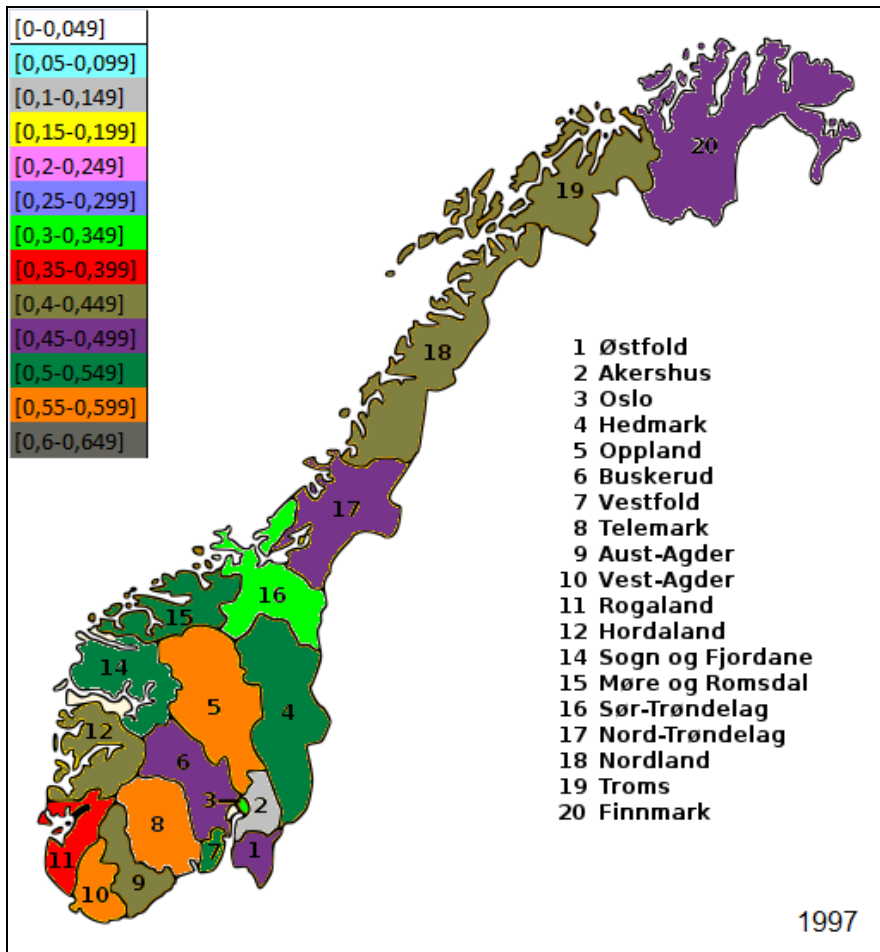 [0-0,049]
[0,05-0,099]
[0,1-0,149]
[0,15-0,199]
[0,2-0,249]
[0,25-0,299]
[0,3-0,349]
[0,35-0,399]
[0,4-0,449]
[0,45-0,499]
[0,5-0,549]
[0,55-0,599]
[0,6-0,649]
20
19
18
17
16
15
14
5
4
12
6
3
2
8
11
7
1
9
10
1 Østfold
2 Akershus
3 Oslo
4 Hedmark
5 Oppland
6 Buskerud
7 Vestfold
8 Telemark
9 Aust-Agder
10 Vest-Agder
11 Rogaland
12 Hordaland
14 Sogn og Fjordane
15 Møre og Romsdal
16 Sør-Trøndelag
17 Nord-Trøndelag
18 Nordland
19 Troms
20 Finnmark
1997